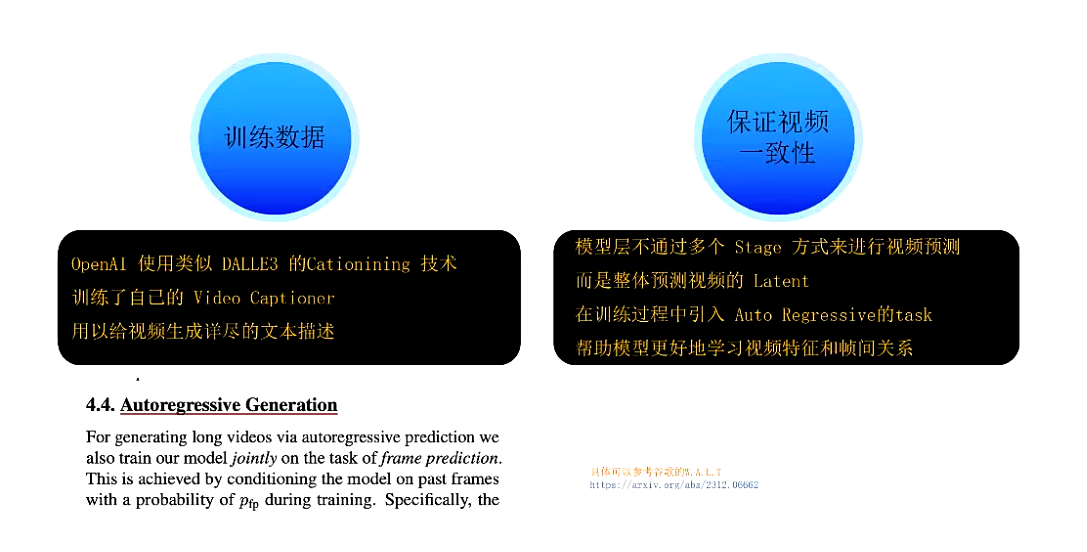 训练数据
OpenAI 使用类似 DALLE3 的Cationining 技术
训练了自己的 Video Captioner
用以给视频生成详尽的文本描述
4.4. Autoregressive Generation
For generating long videos via autoregressive prediction we
also train our model jointly on the task of frame prediction.
This is achieved by conditioning the model on past frames
with a probability of pfp during training. Specifically, the
保证视频
一致性
模型层不通过多个 Stage 方式来进行视频预测
而是整体预测视频的 Latent
在训练过程中引入 Auto Regressive的task
帮助模型更好地学习视频特征和帧间关系
具体可以参考谷歌的W.A.L.T
https://arxiv.org/abs/2312.06662